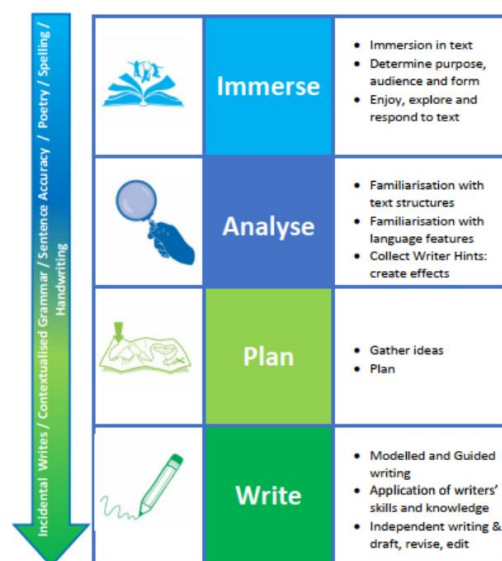 Incidental Writes / Contextualised Grammar / Sentence Accuracy / Poetry / Spelling /
Handwriting
Immerse
• Immersion in text
• Determine purpose,
audience and form
• Enjoy, explore and
respond to text
Analyse
• Familiarisation with
text structures
• Familiarisation with
language features
• Collect Writer Hints:
create effects
Plan
• Gather ideas
• Plan
Write
• Modelled and Guided
writing
• Application of writers'
skills and knowledge
• Independent writing &
draft, revise, edit